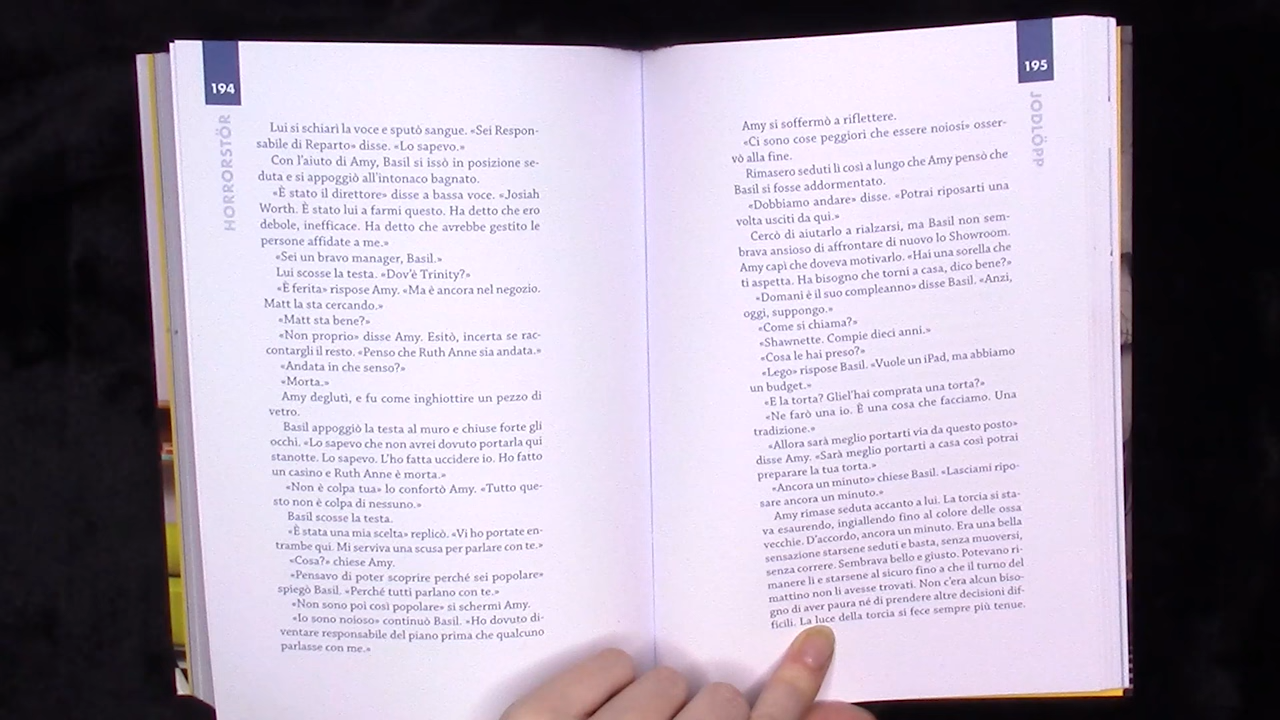 194
HORRORSTÖR
Lui si schiarì la voce e sputò sangue. «Sei Respon-
sabile di Reparto» disse. «Lo sapevo.»
Con l'aiuto di Amy, Basil si issò in posizione se-
duta e si appoggiò all'intonaco bagnato.
«È stato il direttore» disse a bassa voce. «Josiah
Worth. È stato lui a farmi questo. Ha detto che ero
debole, inefficace. Ha detto che avrebbe gestito le
persone affidate a me.»
«Sei un bravo manager, Basil.»
Lui scosse la testa. «Dov'è Trinity?»
«È ferita» rispose Amy. «Ma è ancora nel negozio.
Matt la sta cercando.»
«Matt sta bene?»
«Non proprio» disse Amy. Esitò, incerta se rac-
contargli il resto. «Penso che Ruth Anne sia andata.»
«Andata in che senso?»
«Morta.»
Amy deglutì, e fu come inghiottire un pezzo di
vetro.
Basil appoggiò la testa al muro e chiuse forte gli
occhi. «Lo sapevo che non avrei dovuto portarla qui
stanotte. Lo sapevo. L'ho fatta uccidere io. Ho fatto
un casino e Ruth Anne è morta.»
«Non è colpa tua» lo confortò Amy. «Tutto que-
sto non è colpa di nessuno.»
Basil scosse la testa.
«È stata una mia scelta» replicò. «Vi ho portate en-
trambe qui. Mi serviva una scusa per parlare con te.»
«Cosa?» chiese Amy.
«Pensavo di poter scoprire perché sei popolare»
spiegò Basil. «Perché tutti parlano con te.»
«Non sono poi così popolare» si schermì Amy.
«Io sono noioso» continuò Basil. «Ho dovuto di-
ventare responsabile del piano prima che qualcuno
parlasse con me.»
195
JODLÖPP
Amy si soffermò a riflettere.
«Ci sono cose peggiori che essere noiosi» osser-
vò alla fine.
Rimasero seduti lì così a lungo che Amy pensò che
Basil si fosse addormentato.
«Dobbiamo andare» disse. «Potrai riposarti una
volta usciti da qui.»
Cercò di aiutarlo a rialzarsi, ma Basil non sem-
brava ansioso di affrontare di nuovo lo Showroom.
Amy capì che doveva motivarlo. «Hai una sorella che
ti aspetta. Ha bisogno che torni a casa, dico bene?»
«Domani è il suo compleanno» disse Basil. «Anzi,
oggi, suppongo.»
«Come si chiama?»
«Shawnette. Compie dieci anni.»
«Cosa le hai preso?»
«Lego» rispose Basil. «Vuole un iPad, ma abbiamo
un budget.»
«E la torta? Gliel'hai comprata una torta?»
«Ne farò una io. È una cosa che facciamo. Una
tradizione.»
«Allora sarà meglio portarti via da questo posto»
disse Amy. «Sarà meglio portarti a casa così potrai
preparare la tua torta.»
«Ancora un minuto» chiese Basil. «Lasciami ripo-
sare ancora un minuto.»
Amy rimase seduta accanto a lui. La torcia si sta-
va esaurendo, ingiallendo fino al colore delle ossa
vecchie. D'accordo, ancora un minuto. Era una bella
sensazione starsene seduti e basta, senza muoversi,
senza correre. Sembrava bello e giusto. Potevano ri-
manere lì e starsene al sicuro fino a che il turno del
mattino non li avesse trovati. Non c'era alcun biso-
gno di aver paura né di prendere altre decisioni dif-
ficili. La luce della torcia si fece sempre più tenue.